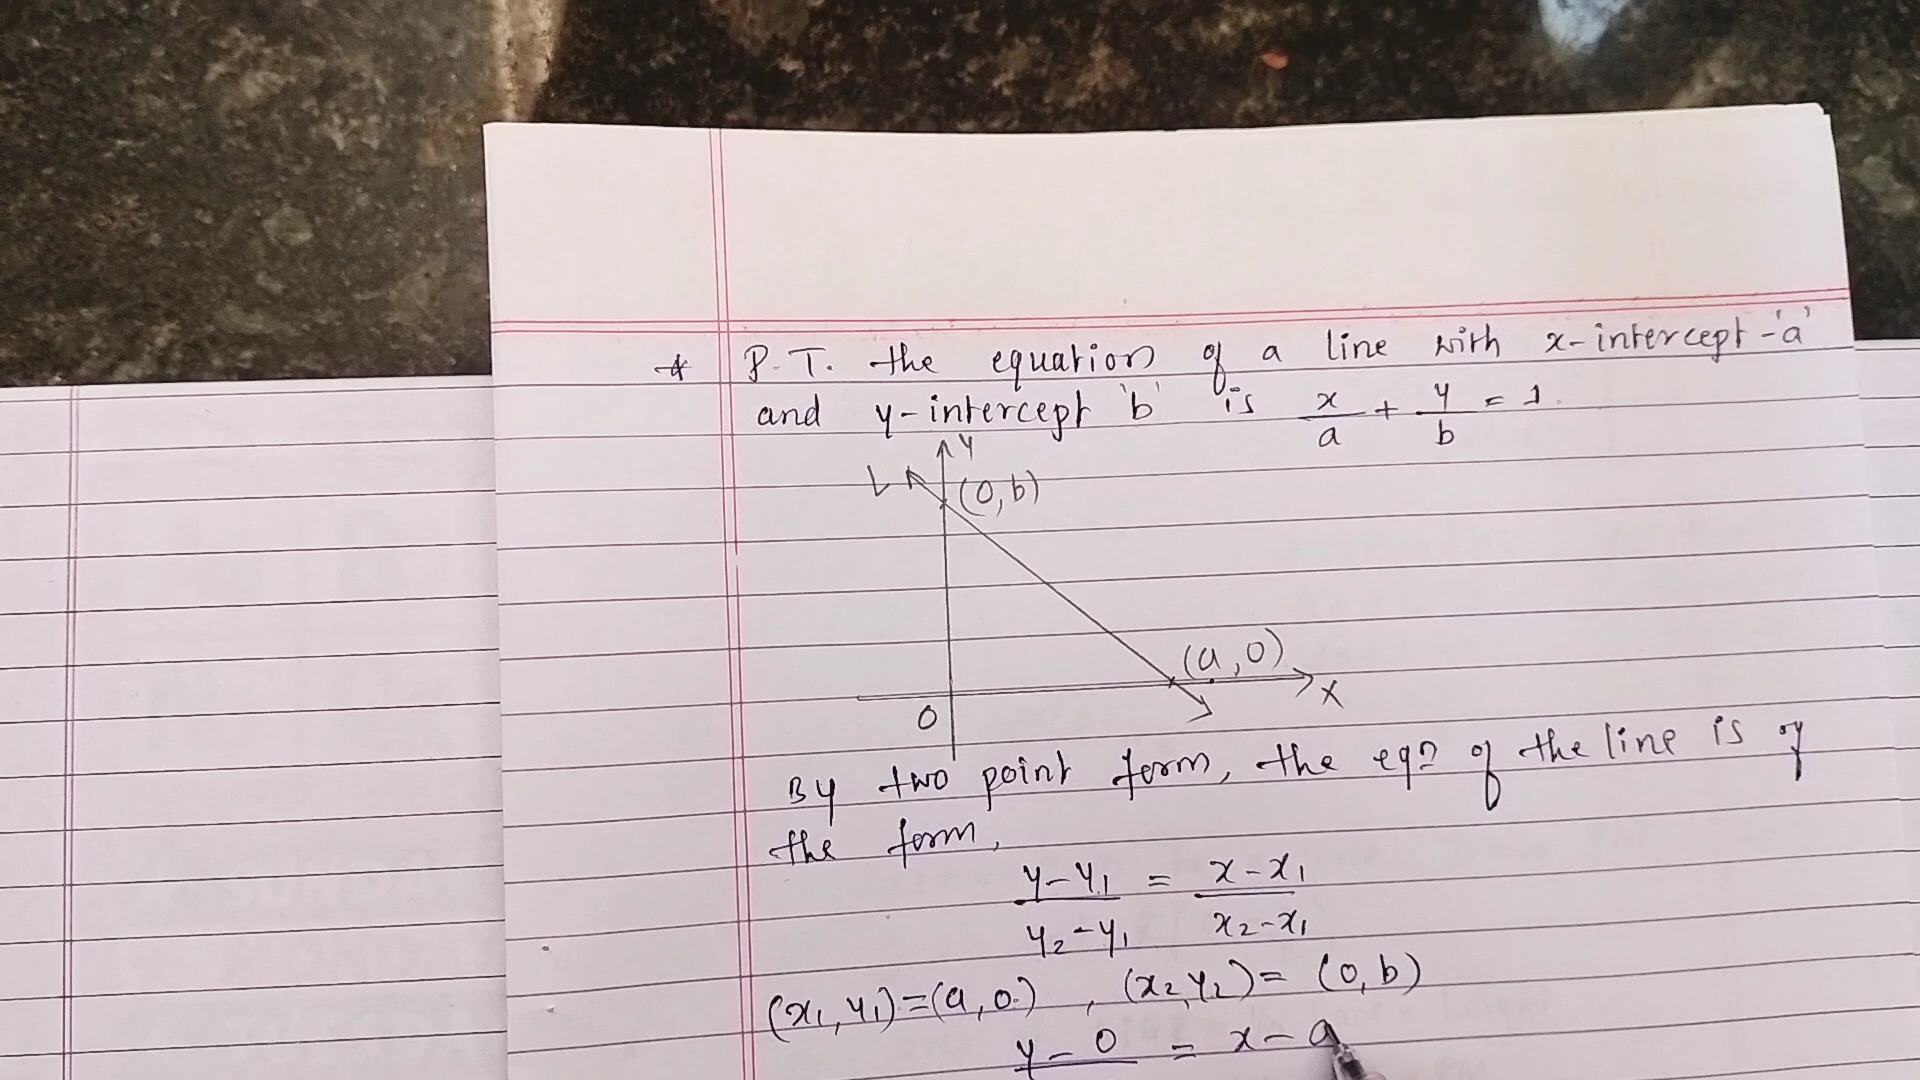 * P.T. the equation of a line with x-intercept-'a'
and y-intercept 'b' is x/a + y/b = 1.
Y
L (0,b)
(a,0)
X
O
By two point form, the eqn of the line is of
the form,
y-y1/y2-y1 = x-x1/x2-x1
(x1,y1)=(a,0) , (x2,y2)= (0,b)
y-0 = x-a